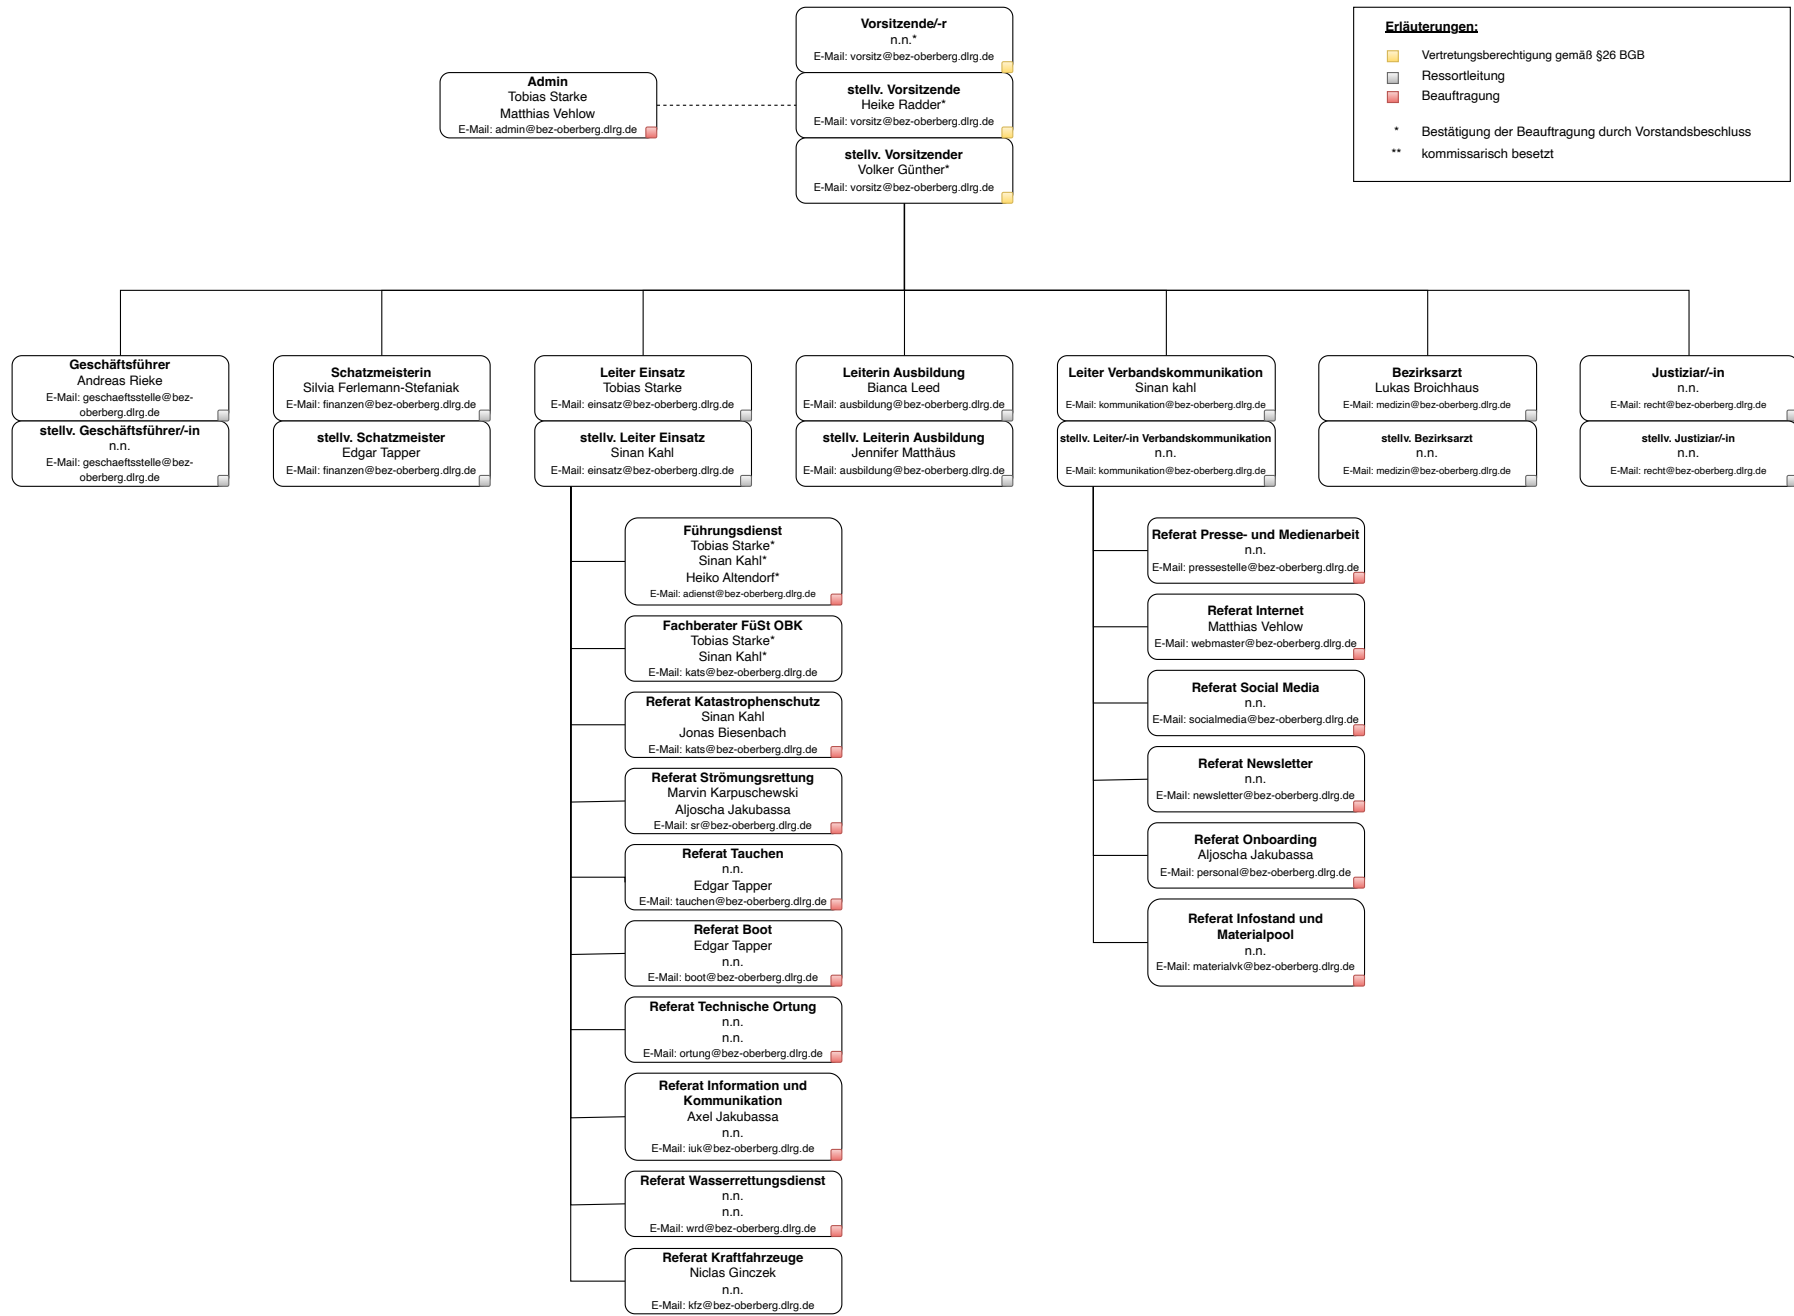 Vorsitzende/-r
n.n.*
E-Mail: vorsitz@bez-oberberg.dlrg.de
Erläuterungen:
Vertretungsberechtigung gemäß §26 BGB
Ressortleitung
Beauftragung
* Bestätigung der Beauftragung durch Vorstandsbeschluss
** kommissarisch besetzt
Admin
Tobias Starke
Matthias Vehlow
E-Mail: admin@bez-oberberg.dlrg.de
stellv. Vorsitzende
Heike Radder*
E-Mail: vorsitz@bez-oberberg.dlrg.de
stellv. Vorsitzender
Volker Günther*
E-Mail: vorsitz@bez-oberberg.dlrg.de
Geschäftsführer
Andreas Rieke
E-Mail: geschaeftsstelle@bez-
oberberg.dlrg.de
stellv. Geschäftsführer/-in
n.n.
E-Mail: geschaeftsstelle@bez-
oberberg.dlrg.de
Schatzmeisterin
Silvia Ferlemann-Stefaniak
E-Mail: finanzen@bez-oberberg.dlrg.de
stellv. Schatzmeister
Edgar Tapper
E-Mail: finanzen@bez-oberberg.dlrg.de
Leiter Einsatz
Tobias Starke
E-Mail: einsatz@bez-oberberg.dlrg.de
stellv. Leiter Einsatz
Sinan Kahl
E-Mail: einsatz@bez-oberberg.dlrg.de
Leiterin Ausbildung
Bianca Leed
E-Mail: ausbildung@bez-oberberg.dlrg.de
stellv. Leiterin Ausbildung
Jennifer Matthäus
E-Mail: ausbildung@bez-oberberg.dlrg.de
Leiter Verbandskommunikation
Sinan kahl
E-Mail: kommunikation@bez-oberberg.dlrg.de
stellv. Leiter/-in Verbandskommunikation
n.n.
E-Mail: kommunikation@bez-oberberg.dlrg.de
Bezirksarzt
Lukas Broichhaus
E-Mail: medizin@bez-oberberg.dlrg.de
stellv. Bezirksarzt
n.n.
E-Mail: medizin@bez-oberberg.dlrg.de
Justiziar/-in
n.n.
E-Mail: recht@bez-oberberg.dlrg.de
stellv. Justiziar/-in
n.n.
E-Mail: recht@bez-oberberg.dlrg.de
Führungsdienst
Tobias Starke*
Sinan Kahl*
Heiko Altendorf*
E-Mail: adienst@bez-oberberg.dlrg.de
Fachberater FüSt OBK
Tobias Starke*
Sinan Kahl*
E-Mail: kats@bez-oberberg.dlrg.de
Referat Katastrophenschutz
Sinan Kahl
Jonas Biesenbach
E-Mail: kats@bez-oberberg.dlrg.de
Referat Strömungsrettung
Marvin Karpuschewski
Aljoscha Jakubassa
E-Mail: sr@bez-oberberg.dlrg.de
Referat Tauchen
n.n.
Edgar Tapper
E-Mail: tauchen@bez-oberberg.dlrg.de
Referat Boot
Edgar Tapper
n.n.
E-Mail: boot@bez-oberberg.dlrg.de
Referat Technische Ortung
n.n.
n.n.
E-Mail: ortung@bez-oberberg.dlrg.de
Referat Information und
Kommunikation
Axel Jakubassa
n.n.
E-Mail: iuk@bez-oberberg.dlrg.de
Referat Wasserrettungsdienst
n.n.
n.n.
E-Mail: wrd@bez-oberberg.dlrg.de
Referat Kraftfahrzeuge
Niclas Ginczek
n.n.
E-Mail: kfz@bez-oberberg.dlrg.de
Referat Presse- und Medienarbeit
n.n.
E-Mail: pressestelle@bez-oberberg.dlrg.de
Referat Internet
Matthias Vehlow
E-Mail: webmaster@bez-oberberg.dlrg.de
Referat Social Media
n.n.
E-Mail: socialmedia@bez-oberberg.dlrg.de
Referat Newsletter
n.n.
E-Mail: newsletter@bez-oberberg.dlrg.de
Referat Onboarding
Aljoscha Jakubassa
E-Mail: personal@bez-oberberg.dlrg.de
Referat Infostand und
Materialpool
n.n.
E-Mail: materialvk@bez-oberberg.dlrg.de